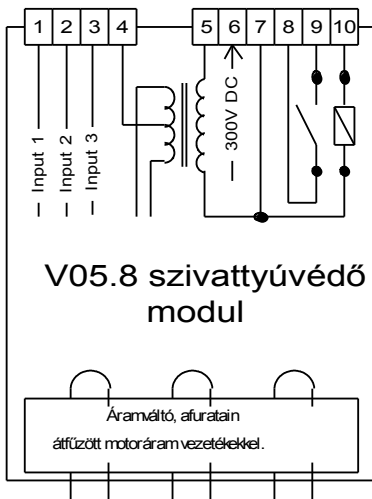 1 2 3 4 5 6 7 8 9 10
Input 1
Input 2
Input 3
300V DC
V05.8 szivattyúvédő
modul
Áramváltó, afuratain
átfűzött motoráram vezetékekkel.